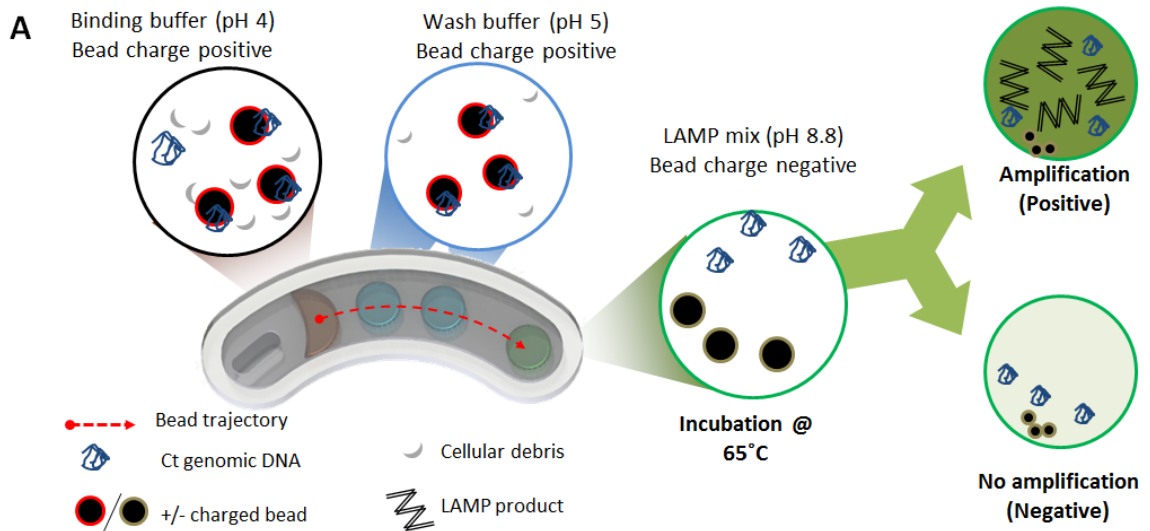 A
Binding buffer (pH 4)
Bead charge positive
Wash buffer (pH 5)
Bead charge positive
LAMP mix (pH 8.8)
Bead charge negative
Incubation @
65˚C
Amplification
(Positive)
No amplification
(Negative)
Bead trajectory
Ct genomic DNA
+/- charged bead
Cellular debris
LAMP product